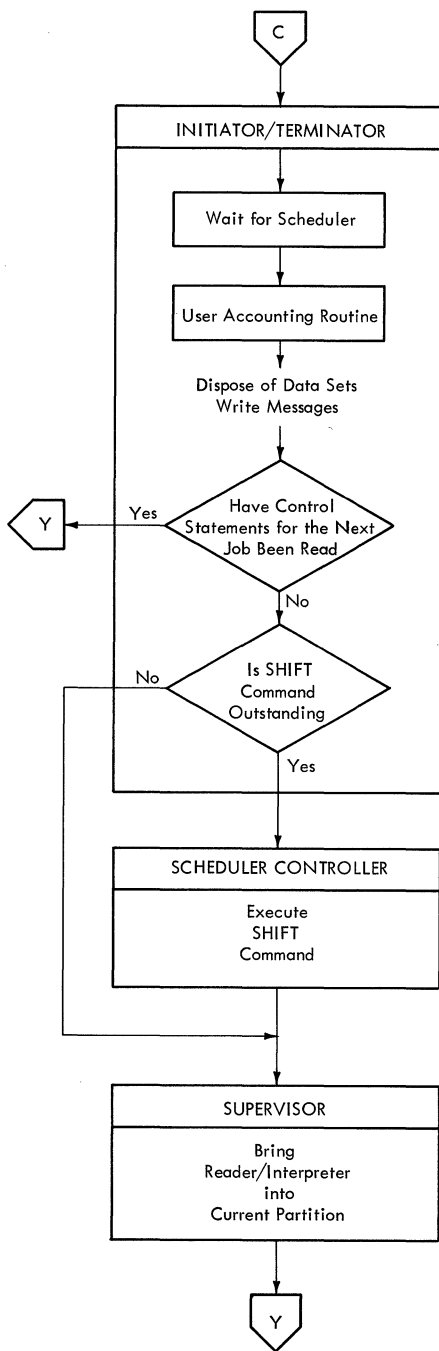 C
INITIATOR/TERMINATOR
Wait for Scheduler
User Accounting Routine
Dispose of Data Sets
Write Messages
Have Control
Statements for the Next
Job Been Read
Yes
Y
No
Is SHIFT
Command
Outstanding
No
Yes
SCHEDULER CONTROLLER
Execute
SHIFT
Command
SUPERVISOR
Bring
Reader/Interpreter
into
Current Partition
Y